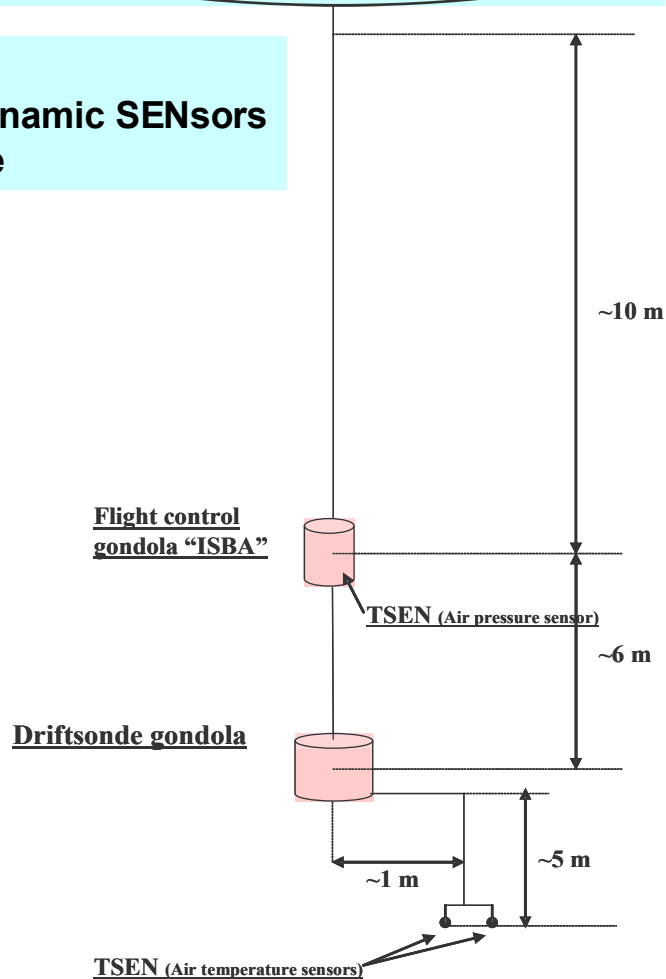 namic SENsors
e
~10 m
Flight control
gondola “ISBA”
TSEN (Air pressure sensor)
~6 m
Driftsonde gondola
~5 m
~1 m
TSEN (Air temperature sensors)